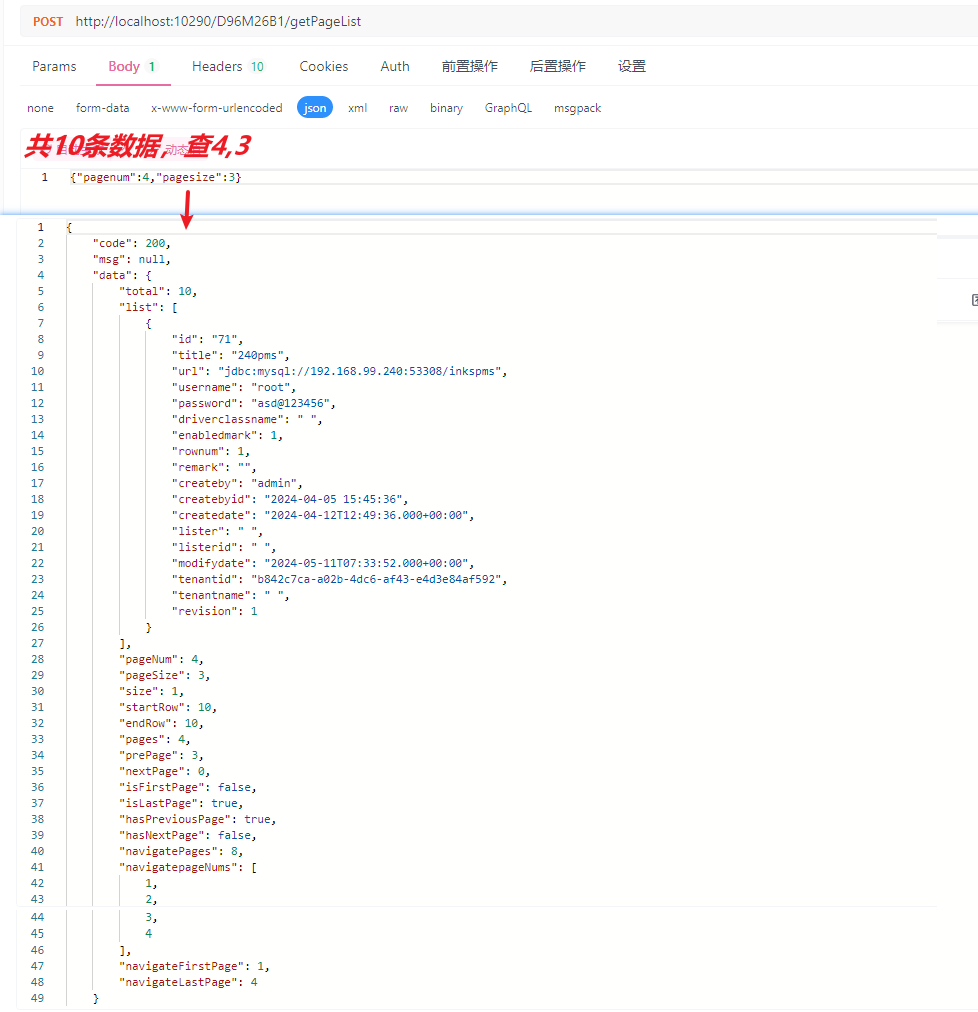 POST http://localhost:10290/D96M26B1/getPageList
Params Body 1 Headers 10 Cookies Auth 前置操作 后置操作 设置
none form-data x-www-form-urlencoded json xml raw binary GraphQL msgpack
共10条数据，查4,3
1 {"pagenum":4,"pagesize":3}
1 {
2 "code": 200,
3 "msg": null,
4 "data": {
5 "total": 10,
6 "list": [
7 {
8 "id": "71",
9 "title": "240pms",
10 "url": "jdbc:mysql://192.168.99.240:53308/inkspms",
11 "username": "root",
12 "password": "asd@123456",
13 "driverclassname": " ",
14 "enabledmark": 1,
15 "rownum": 1,
16 "remark": "",
17 "createby": "admin",
18 "createbyid": "2024-04-05 15:45:36",
19 "createdate": "2024-04-12T12:49:36.000+00:00",
20 "lister": " ",
21 "listerid": " ",
22 "modifydate": "2024-05-11T07:33:52.000+00:00",
23 "tenantid": "b842c7ca-a02b-4dc6-af43-e4d3e84af592",
24 "tenantname": " ",
25 "revision": 1
26 }
27 ],
28 "pageNum": 4,
29 "pageSize": 3,
30 "size": 1,
31 "startRow": 10,
32 "endRow": 10,
33 "pages": 4,
34 "prePage": 3,
35 "nextPage": 0,
36 "isFirstPage": false,
37 "isLastPage": true,
38 "hasPreviousPage": true,
39 "hasNextPage": false,
40 "navigatePages": 8,
41 "navigatepageNums": [
42 1,
43 2,
44 3,
45 4
46 ],
47 "navigateFirstPage": 1,
48 "navigateLastPage": 4
49 }